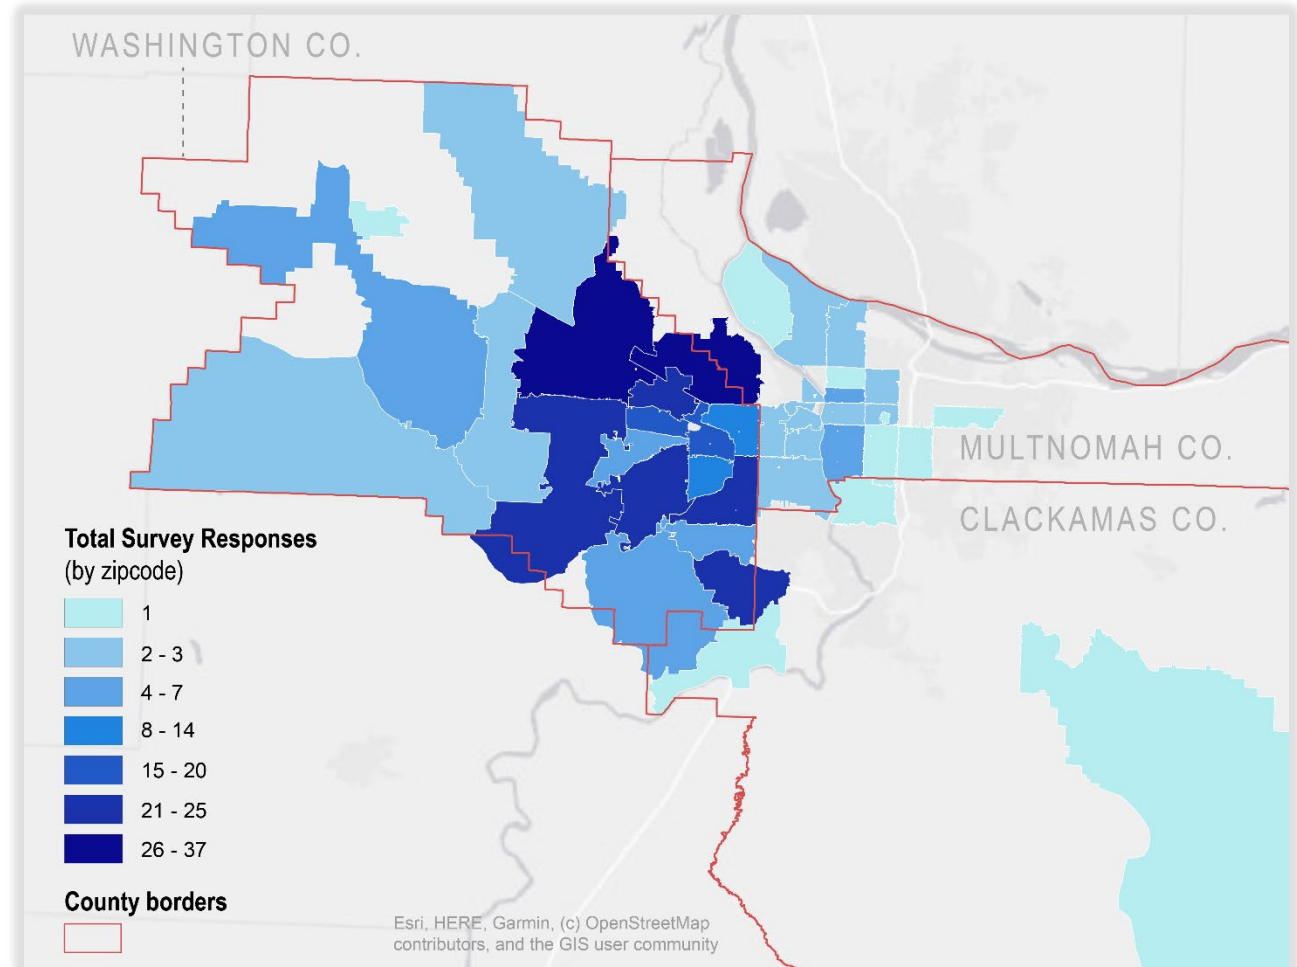 WASHINGTON CO.
MULTNOMAH CO.
CLACKAMAS CO.
Total Survey Responses
(by zipcode)
1
2 - 3
4 - 7
8 - 14
15 - 20
21 - 25
26 - 37
County borders
Esri, HERE, Garmin, (c) OpenStreetMap
contributors, and the GIS user community